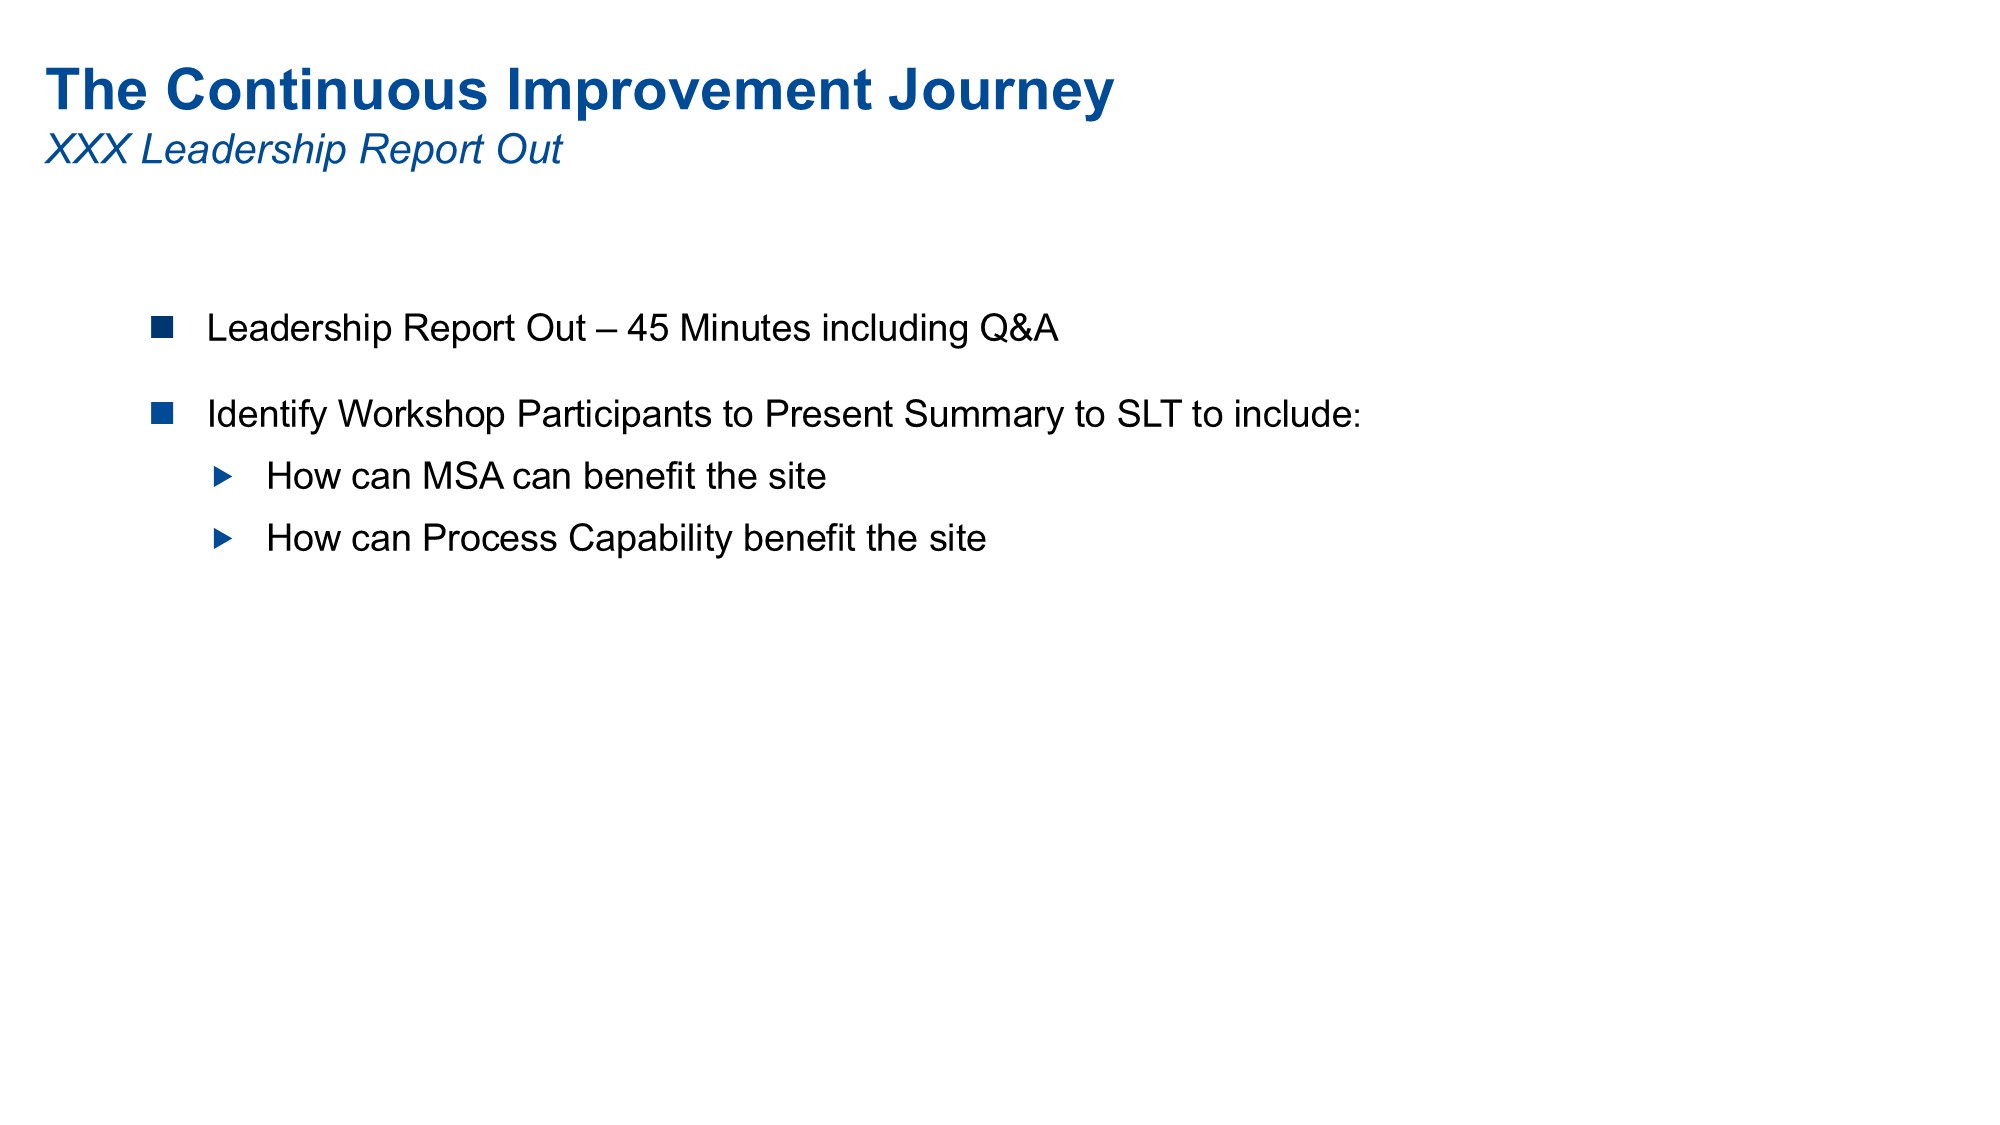 The Continuous Improvement Journey
XXX Leadership Report Out
Leadership Report Out – 45 Minutes including Q&A
Identify Workshop Participants to Present Summary to SLT to include:
How can MSA can benefit the site
How can Process Capability benefit the site